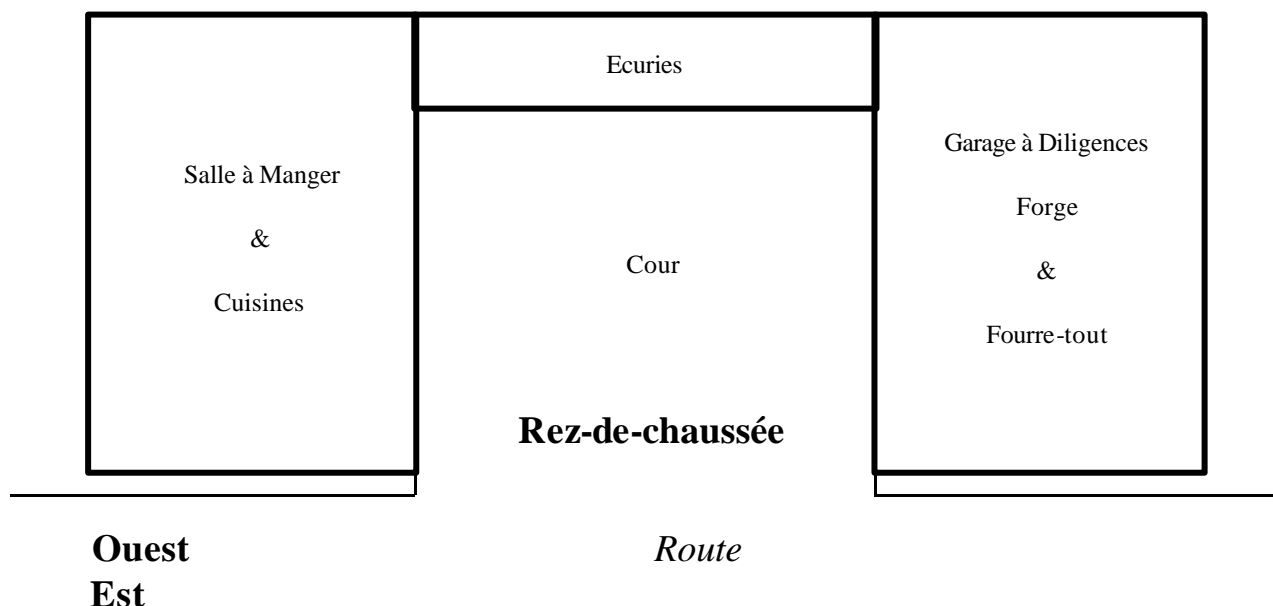 Ecuries
Salle à Manger
&
Cuisines
Cour
Garage à Diligences
Forge
&
Fourre-tout
Rez-de-chaussée
Ouest
Est
Route